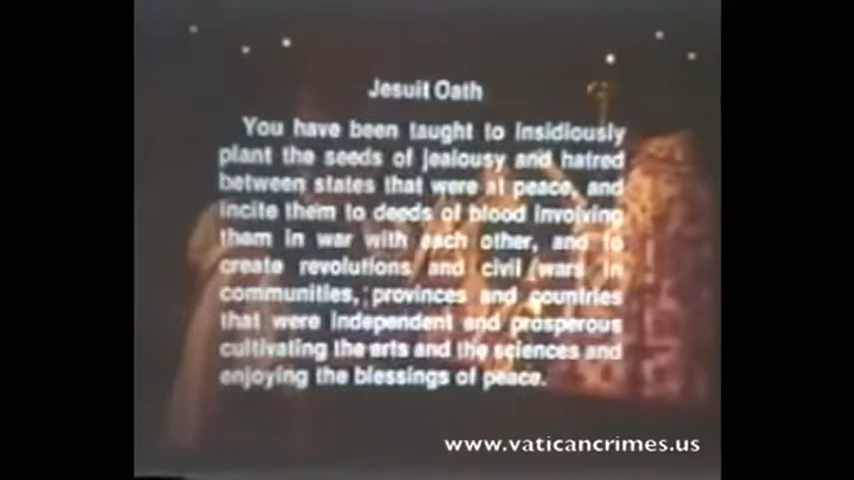 Jesuit Oath
You have been taught to insidiously
plant the seeds of jealousy and hatred
between states that were at peace, and
incite them to deeds of blood involving
them in war with each other, and to
create revolutions and civil wars in
communities, provinces and countries
that were independent and prosperous
cultivating the arts and the sciences and
enjoying the blessings of peace.
www.vaticancrimes.us